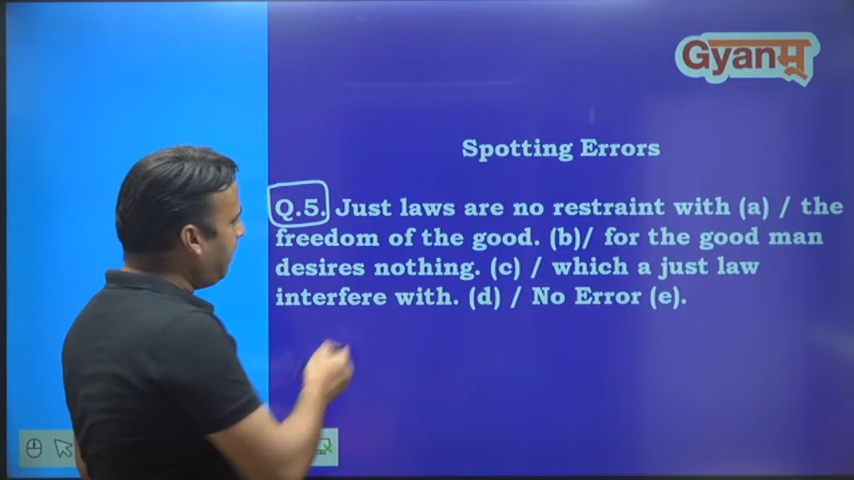 Gyanम्
Spotting Errors
Q.5. Just laws are no restraint with (a) / the
freedom of the good. (b)/ for the good man
desires nothing. (c) / which a just law
interfere with. (d) / No Error (e).